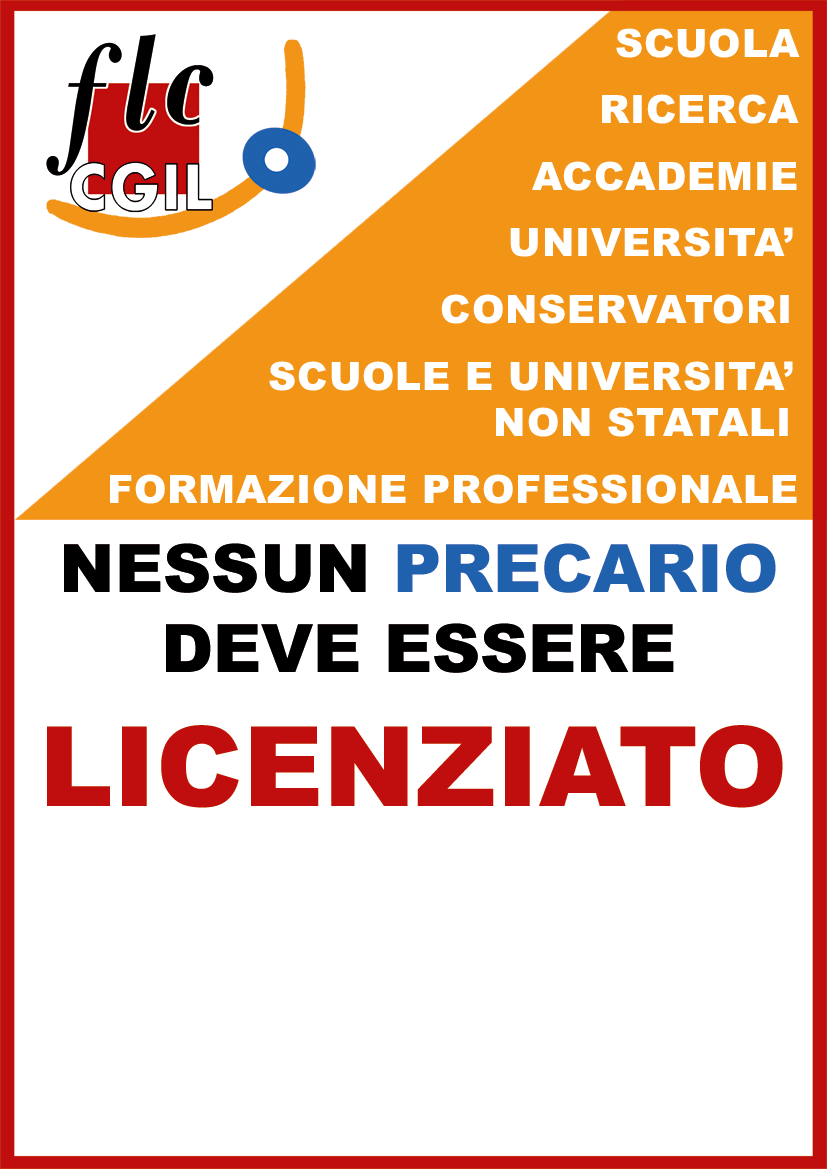 flc
CGIL
SCUOLA
RICERCA
ACCADEMIE
UNIVERSITA’
CONSERVATORI
SCUOLE E UNIVERSITA’
NON STATALI
FORMAZIONE PROFESSIONALE
NESSUN PRECARIO
DEVE ESSERE
LICENZIATO